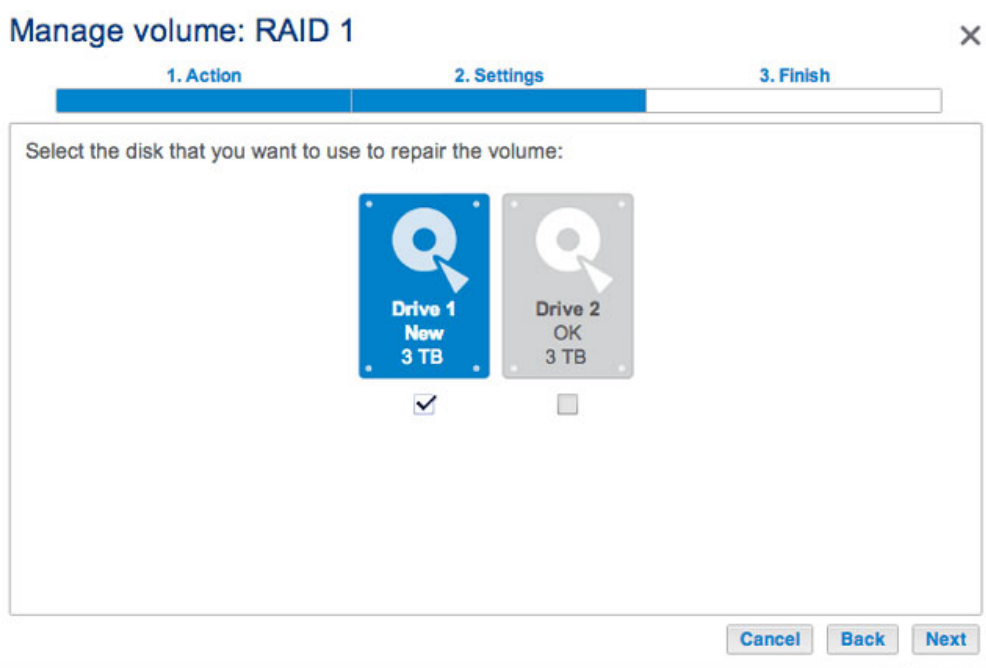 Manage volume: RAID 1
1. Action
2. Settings
3. Finish
Select the disk that you want to use to repair the volume:
Drive 1
New
3 TB
Drive 2
OK
3 TB
Cancel
Back
Next